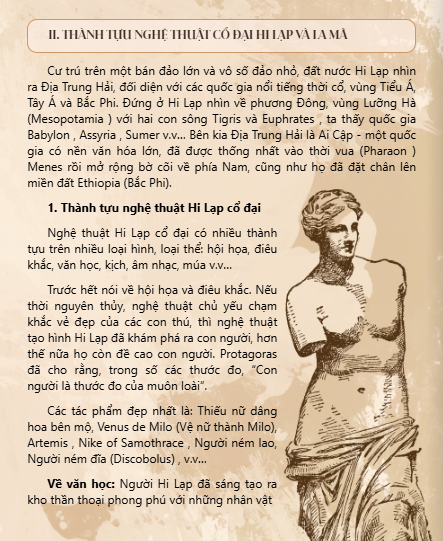 II. THÀNH TỰU NGHỆ THUẬT CỔ ĐẠI HI LẠP VÀ LA MÃ
Cư trú trên một bán đảo lớn và vô số đảo nhỏ, đất nước Hi Lạp nhìn
ra Địa Trung Hải, đối diện với các quốc gia nổi tiếng thời cổ, vùng Tiểu Á,
Tây Á và Bắc Phi. Đứng ở Hi Lạp nhìn về phương Đông, vùng Lưỡng Hà
(Mesopotamia ) với hai con sông Tigris và Euphrates , ta thấy quốc gia
Babylon , Assyria , Sumer v.v... Bên kia Địa Trung Hải là Ai Cập - một quốc
gia có nền văn hóa lớn, đã được thống nhất vào thời vua (Pharaon )
Menes rồi mở rộng bờ cõi về phía Nam, cũng như họ đã đặt chân lên
miền đất Ethiopia (Bắc Phi).
1. Thành tựu nghệ thuật Hi Lạp cổ đại
Nghệ thuật Hi Lạp cổ đại có nhiều thành
tựu trên nhiều loại hình, loại thể: hội họa, điêu
khắc, văn học, kịch, âm nhạc, múa v.v...
Trước hết nói về hội họa và điêu khắc. Nếu
thời nguyên thủy, nghệ thuật chủ yếu chạm
khắc vẻ đẹp của các con thú, thì nghệ thuật
tạo hình Hi Lạp đã khám phá ra con người, hơn
thế nữa họ còn đề cao con người. Protagoras
đã cho rằng, trong số các thước đo, "Con
người là thước đo của muôn loài".
Các tác phẩm đẹp nhất là: Thiếu nữ dâng
hoa bên mộ, Venus de Milo (Vệ nữ thành Milo),
Artemis , Nike of Samothrace , Người ném lao,
Người ném đĩa (Discobolus) , v.v...
Về văn học: Người Hi Lạp đã sáng tạo ra
kho thần thoại phong phú với những nhân vật